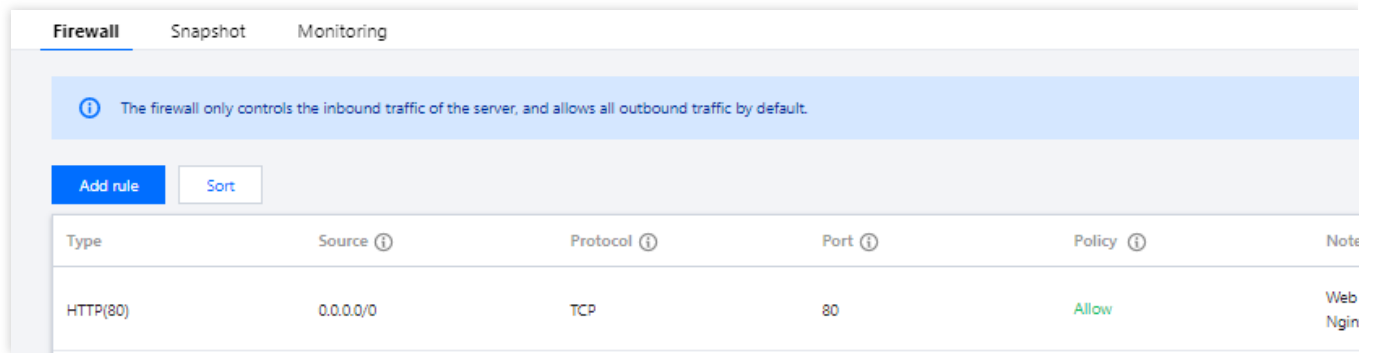 Firewall Snapshot Monitoring
The firewall only controls the inbound traffic of the server, and allows all outbound traffic by default.
Add rule Sort
Type Source Protocol Port Policy Note
HTTP(80) 0.0.0.0/0 TCP 80 Allow Web
Ngin